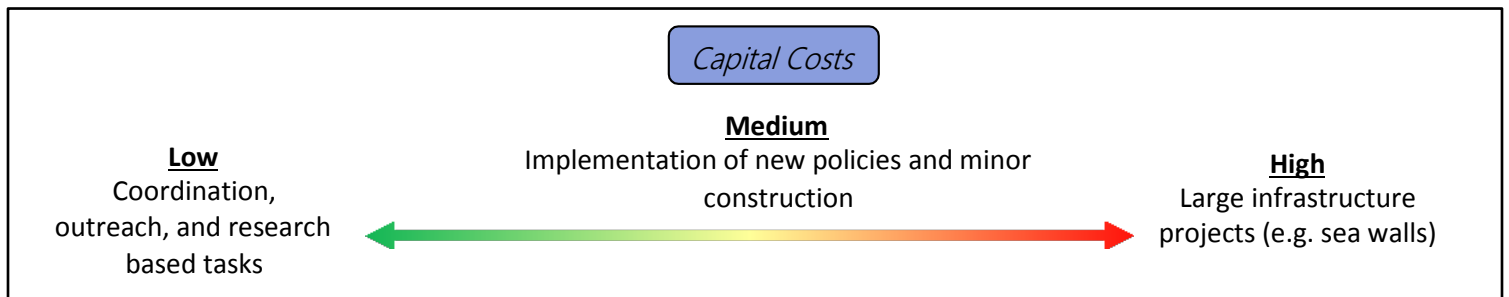 Capital Costs
Low
Coordination,
outreach, and research
based tasks
Medium
Implementation of new policies and minor
construction
High
Large infrastructure
projects (e.g. sea walls)